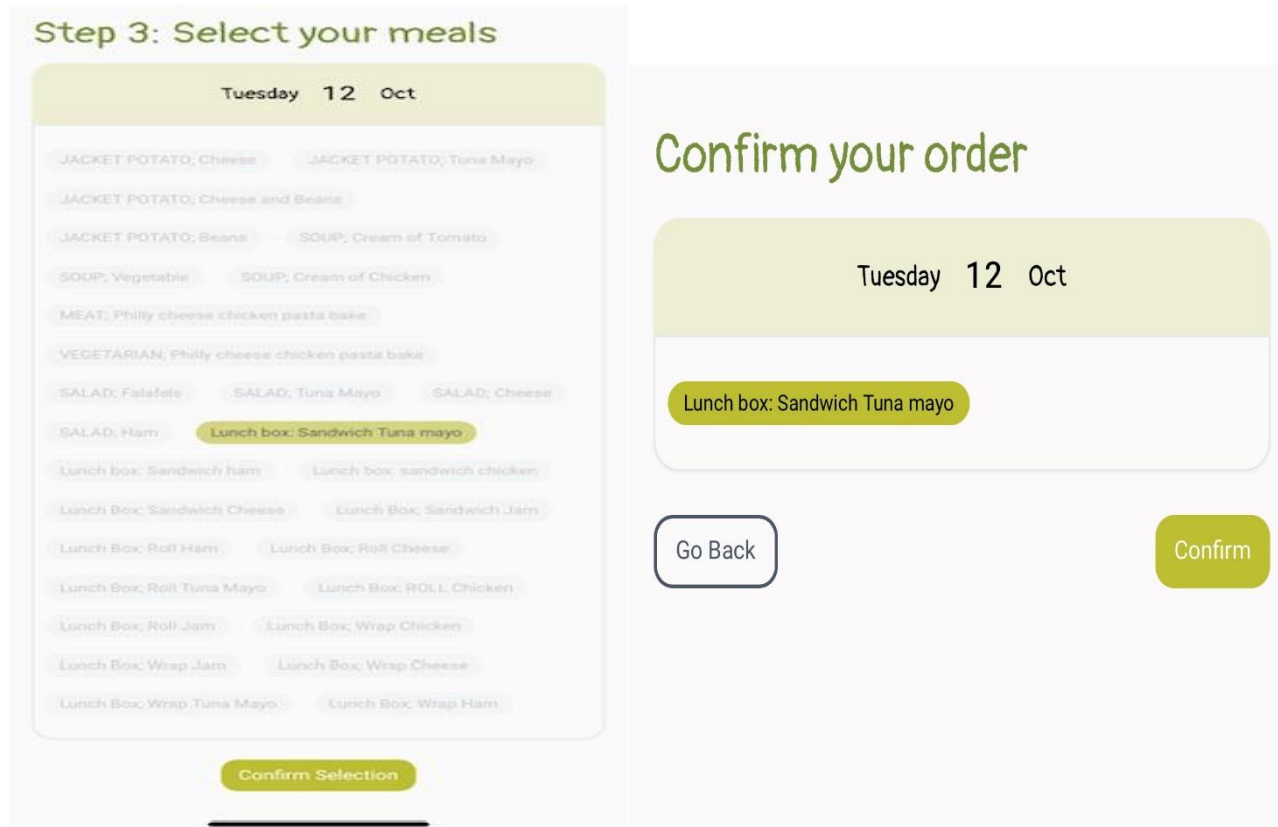 Step 3: Select your meals
Tuesday 12 Oct
JACKET POTATO; Cheese JACKET POTATO; Tuna Mayo
JACKET POTATO; Cheese and Beans
JACKET POTATO; Beans SOUP; Cream of Tomato
SOUP; Vegetable SOUP; Cream of Chicken
MEAT; Philly cheese chicken pasta bake
VEGETARIAN; Philly cheese chicken pasta bake
SALAD; Falafels SALAD; Tuna Mayo SALAD; Cheese
SALAD; Ham Lunch box: Sandwich Tuna mayo
Lunch box: Sandwich ham Lunch box: sandwich chicken
Lunch Box; Sandwich Cheese Lunch Box; Sandwich Jam
Lunch Box; Roll Ham Lunch Box; Roll Cheese
Lunch Box; Roll Tuna Mayo Lunch Box; ROLL Chicken
Lunch Box; Roll Jam Lunch Box; Wrap Chicken
Lunch Box; Wrap Jam Lunch Box; Wrap Cheese
Lunch Box; Wrap Tuna Mayo Lunch Box; Wrap Ham
Confirm Selection
Confirm your order
Tuesday 12 Oct
Lunch box: Sandwich Tuna mayo
Go Back Confirm